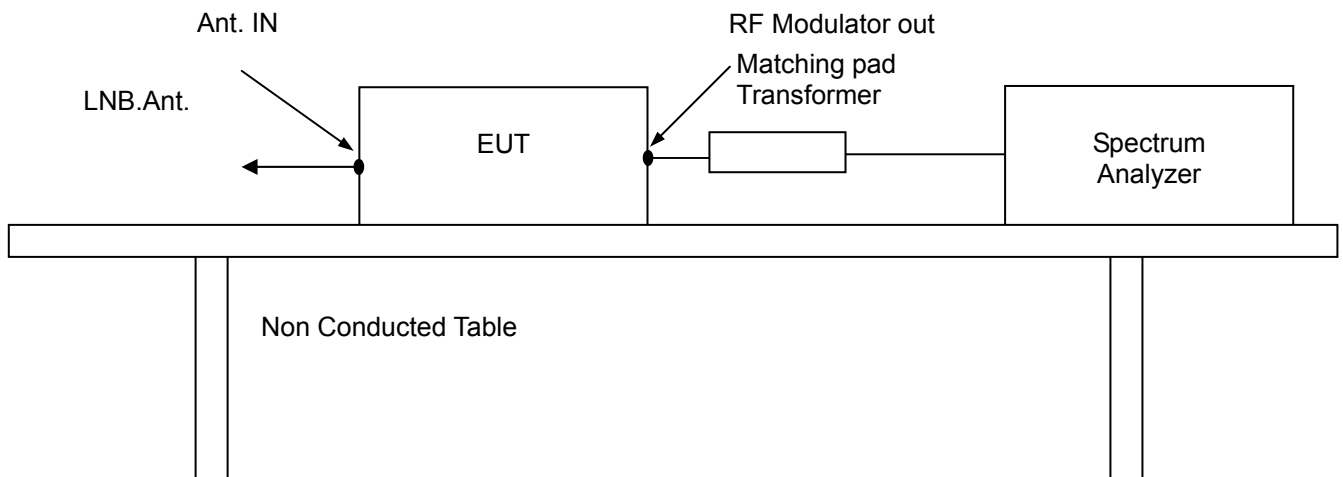 Ant. IN
RF Modulator out
Matching pad
Transformer
LNB.Ant.
EUT
Spectrum
Analyzer
Non Conducted Table